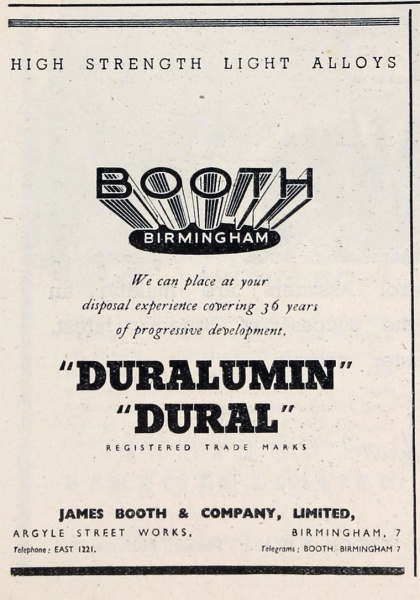 HIGH STRENGTH LIGHT ALLOYS
BOOTH
BIRMINGHAM
We can place at your
disposal experience covering 36 years
of progressive development.
"DURALUMIN"
"DURAL"
REGISTERED TRADE MARKS
JAMES BOOTH & COMPANY, LIMITED,
ARGYLE STREET WORKS, BIRMINGHAM, 7
Telephone: EAST 1221. Telegrams: BOOTH. BIRMINGHAM 7